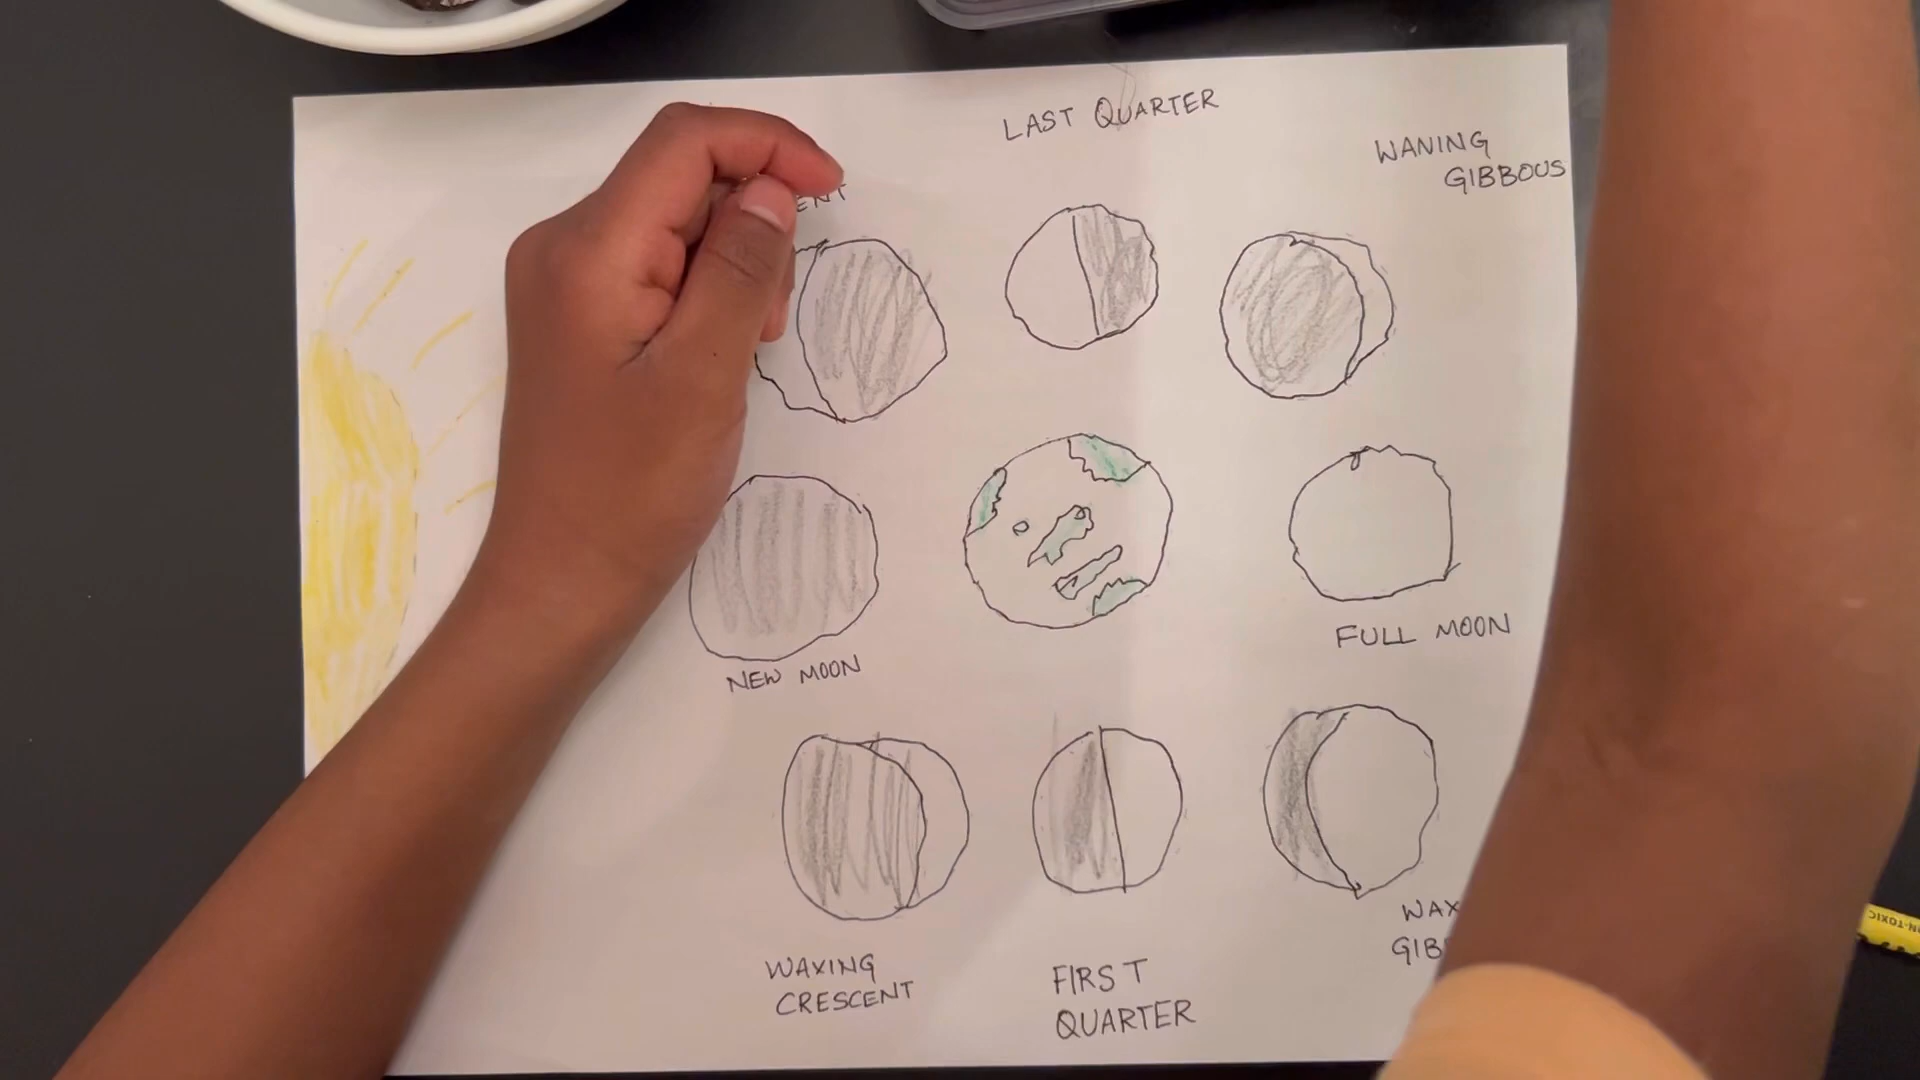 LAST QUARTER
WANING
GIBBOUS
NEW MOON
FULL MOON
WAXING
CRESCENT
FIRST
QUARTER